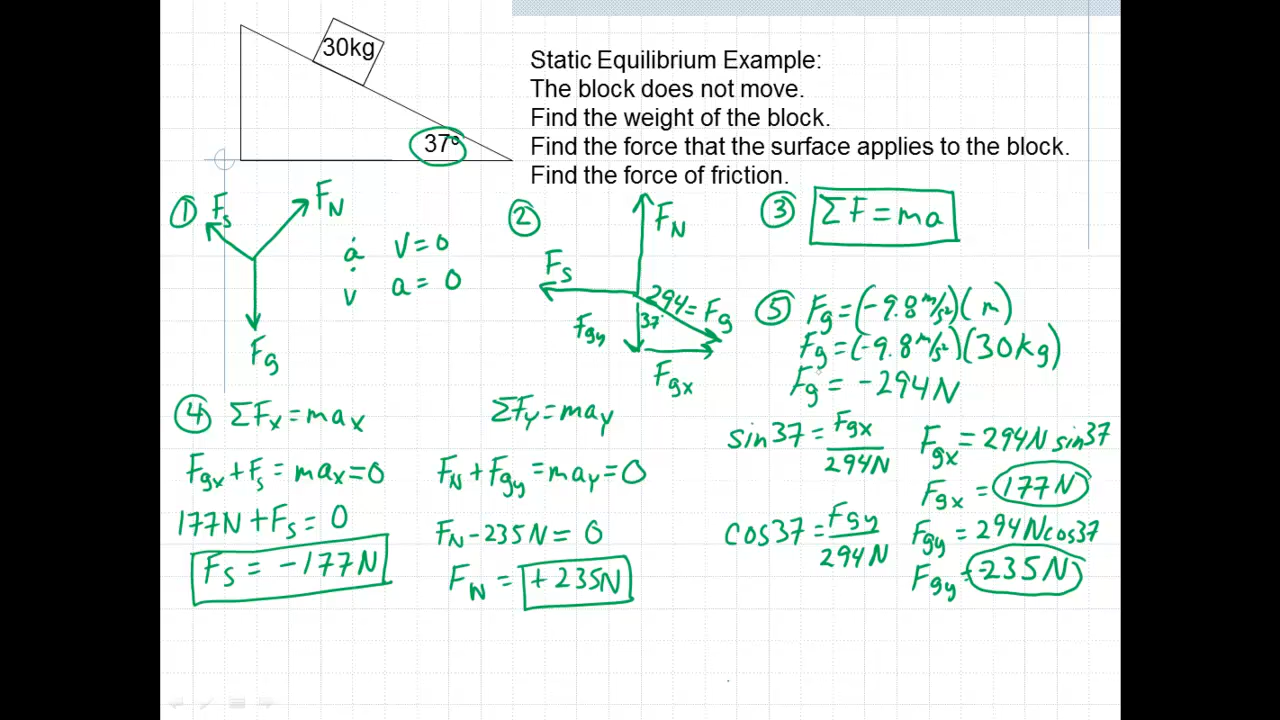 30kg
37º
Static Equilibrium Example:
The block does not move.
Find the weight of the block.
Find the force that the surface applies to the block.
Find the force of friction.
① Fs FN
Fg
a v = 0
v a = 0
② FN
Fs
294 = Fg
37°
Fgy
Fgx
③ ΣF = ma
④ ΣFx = max
Fgx + Fs = max = 0
177N + Fs = 0
Fs = -177N
ΣFy = may
FN + Fgy = may = 0
FN - 235N = 0
FN = +235N
⑤ Fg = (-9.8 m/s²)(m)
Fg = (-9.8 m/s²)(30kg)
Fg = -294N
sin37 = Fgx/294N
Fgx = 294N sin37
Fgx = 177N
cos37 = Fgy/294N
Fgy = 294N cos37
Fgy = -235N